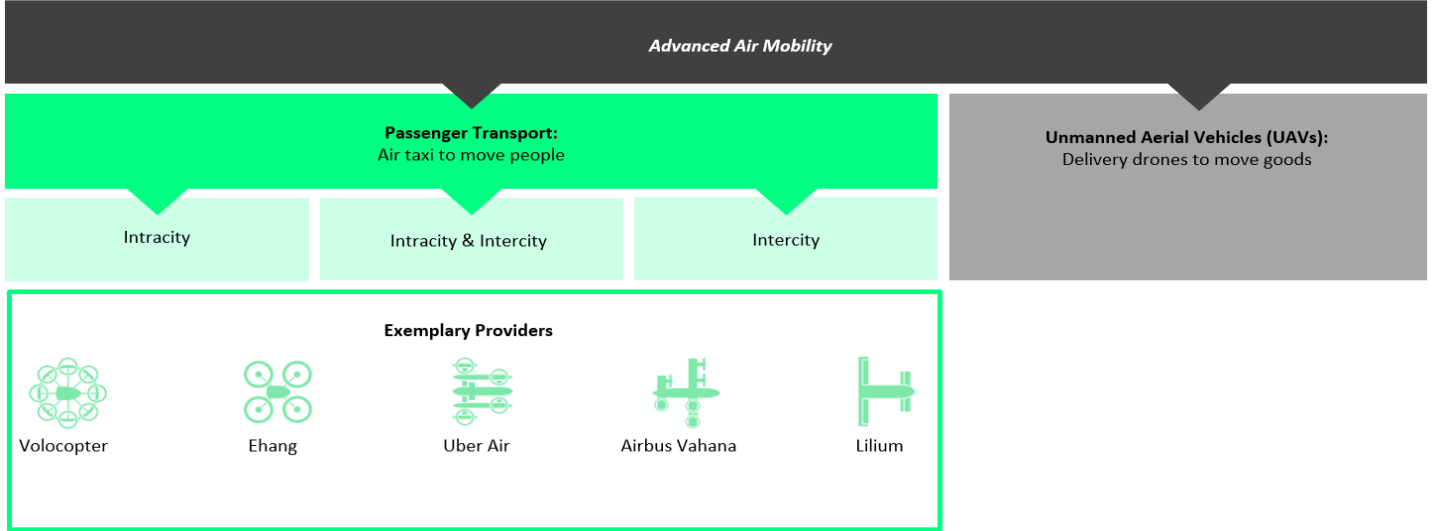 Advanced Air Mobility
Passenger Transport:
Air taxi to move people
Unmanned Aerial Vehicles (UAVs):
Delivery drones to move goods
Intracity
Intracity & Intercity
Intercity
Exemplary Providers
Volocopter
Ehang
Uber Air
Airbus Vahana
Lilium